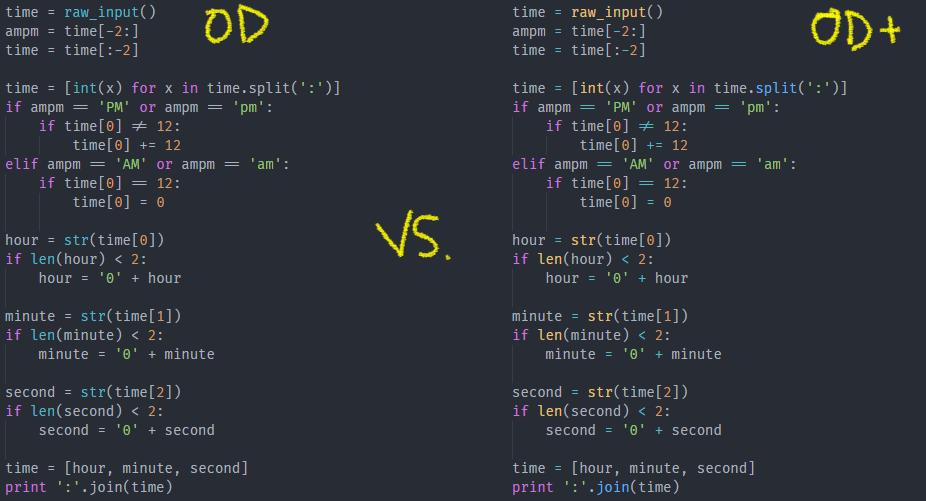 time = raw_input()
ampm = time[-2:]
time = time[:-2]
time = [int(x) for x in time.split(':')]
if ampm == 'PM' or ampm == 'pm':
    if time[0] ≠ 12:
        time[0] += 12
elif ampm == 'AM' or ampm == 'am':
    if time[0] == 12:
        time[0] = 0
hour = str(time[0])
if len(hour) < 2:
    hour = '0' + hour
minute = str(time[1])
if len(minute) < 2:
    minute = '0' + minute
second = str(time[2])
if len(second) < 2:
    second = '0' + second
time = [hour, minute, second]
print ':'.join(time)
OD
VS.
time = raw_input()
ampm = time[-2:]
time = time[:-2]
time = [int(x) for x in time.split(':')]
if ampm == 'PM' or ampm == 'pm':
    if time[0] ≠ 12:
        time[0] += 12
elif ampm == 'AM' or ampm == 'am':
    if time[0] == 12:
        time[0] = 0
hour = str(time[0])
if len(hour) < 2:
    hour = '0' + hour
minute = str(time[1])
if len(minute) < 2:
    minute = '0' + minute
second = str(time[2])
if len(second) < 2:
    second = '0' + second
time = [hour, minute, second]
print ':'.join(time)
OD+